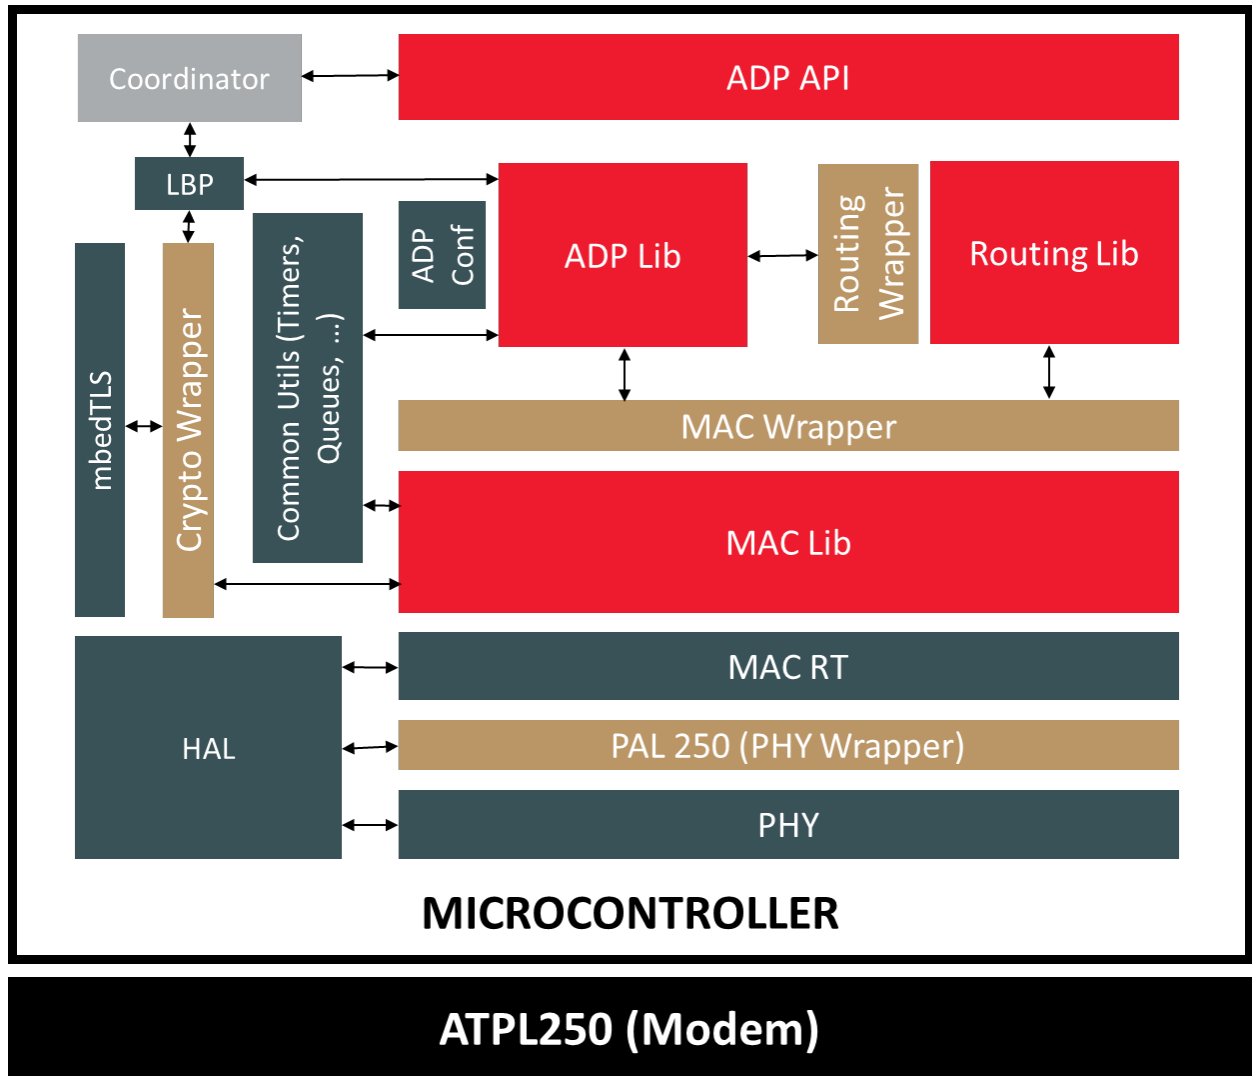 Coordinator
ADP API
LBP
ADP
Conf
ADP Lib
Routing
Wrapper
Routing Lib
mbedTLS
Crypto Wrapper
Common Utils (Timers,
Queues, ...)
MAC Wrapper
MAC Lib
HAL
MAC RT
PAL 250 (PHY Wrapper)
PHY
MICROCONTROLLER
ATPL250 (Modem)